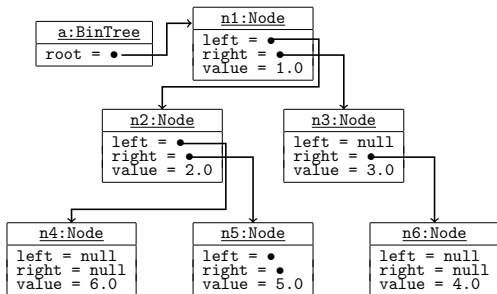 a:BinTree
root = ●
n1:Node
left = ●
right = ●
value = 1.0
n2:Node
left = ●
right = ●
value = 2.0
n3:Node
left = null
right = ●
value = 3.0
n4:Node
left = null
right = null
value = 6.0
n5:Node
left = ●
right = ●
value = 5.0
n6:Node
left = null
right = null
value = 4.0